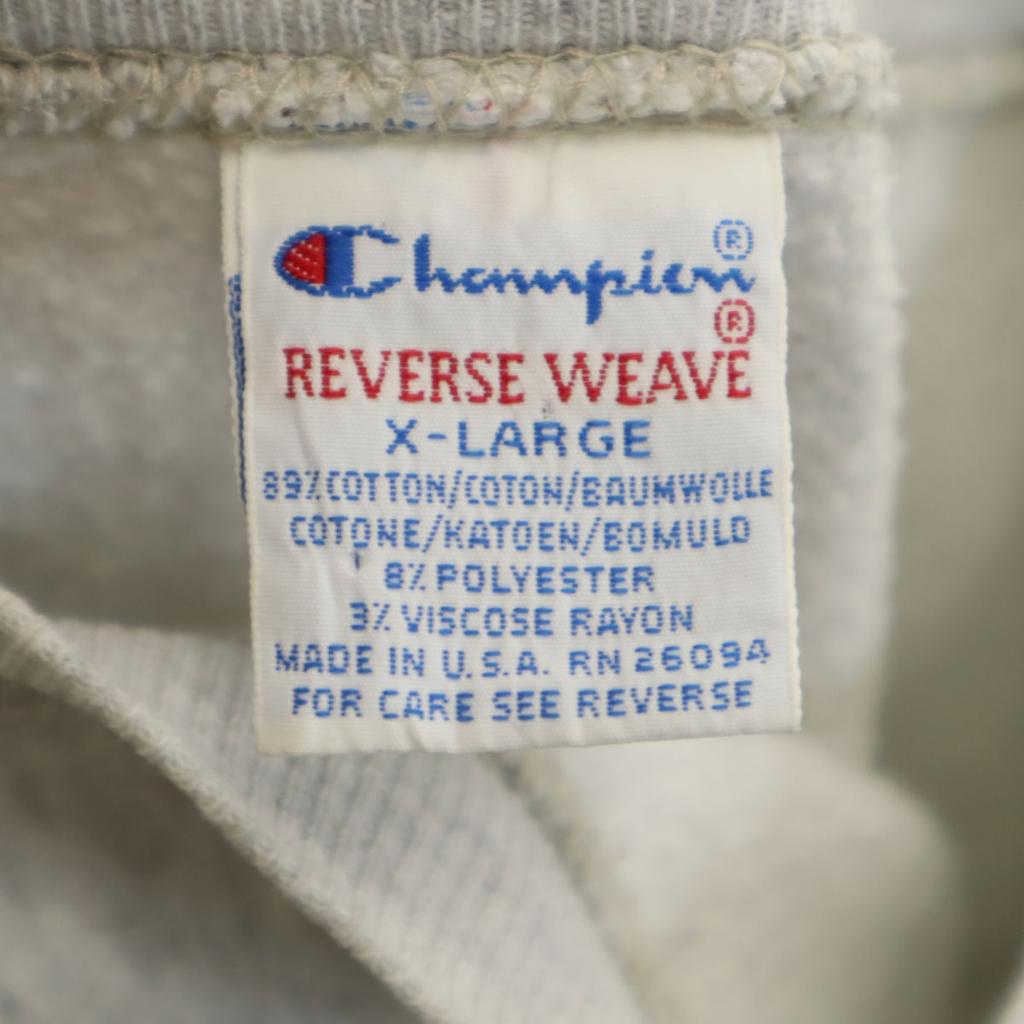 Champion®
REVERSE WEAVE®
X-LARGE
89% COTTON/COTON/BAUMWOLLE
COTONE/KATOEN/BOMULD
8% POLYESTER
3% VISCOSE RAYON
MADE IN U.S.A. RN 26094
FOR CARE SEE REVERSE